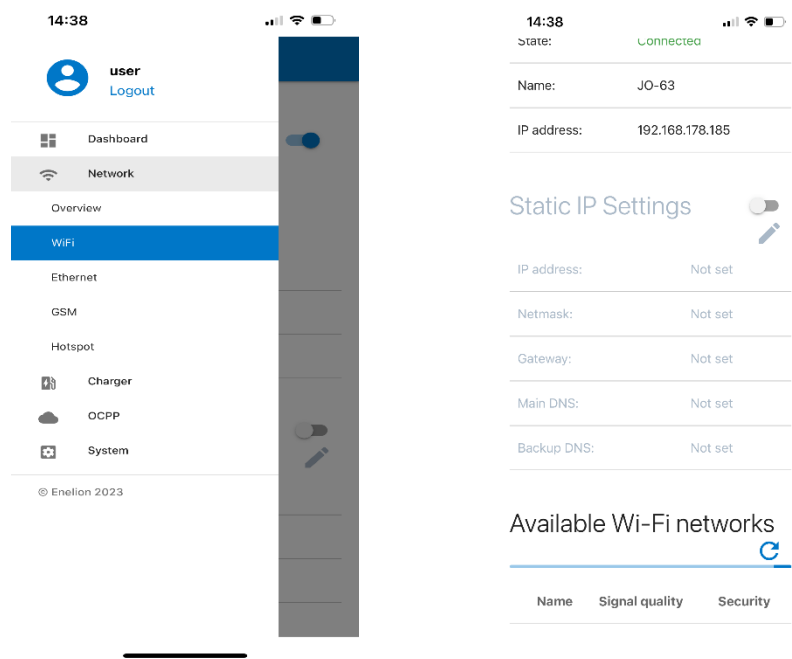 14:38
user
Logout
Dashboard
Network
Overview
WiFi
Ethernet
GSM
Hotspot
Charger
OCPP
System
© Enelion 2023
14:38
State: Connected
Name: JO-63
IP address: 192.168.178.185
Static IP Settings
IP address: Not set
Netmask: Not set
Gateway: Not set
Main DNS: Not set
Backup DNS: Not set
Available Wi-Fi networks
Name Signal quality Security